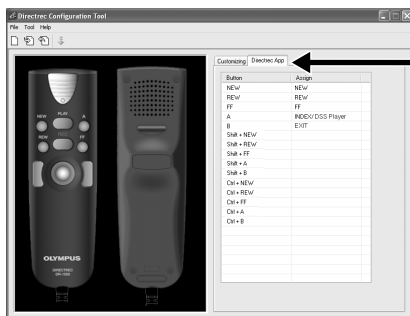 Directrec Configuration Tool
File Tool Help
Customizing Directrec App
Button Assign
NEW NEW
REW REW
FF FF
A INDEX/DSS Player
B EXIT
Shift + NEW
Shift + REW
Shift + FF
Shift + A
Shift + B
Ctrl + NEW
Ctrl + REW
Ctrl + FF
Ctrl + A
Ctrl + B
NEW PLAY A
REW REC FF
OLYMPUS
DIRECTREC